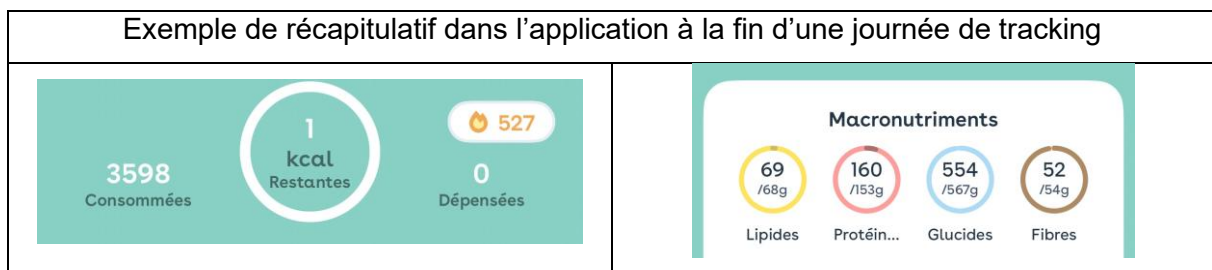 Exemple de récapitulatif dans l’application à la fin d’une journée de tracking
527
1
kcal
Restantes
3598
Consommées
0
Dépensées
Macronutriments
69
/68g
Lipides
160
/153g
Protéin...
554
/567g
Glucides
52
/54g
Fibres